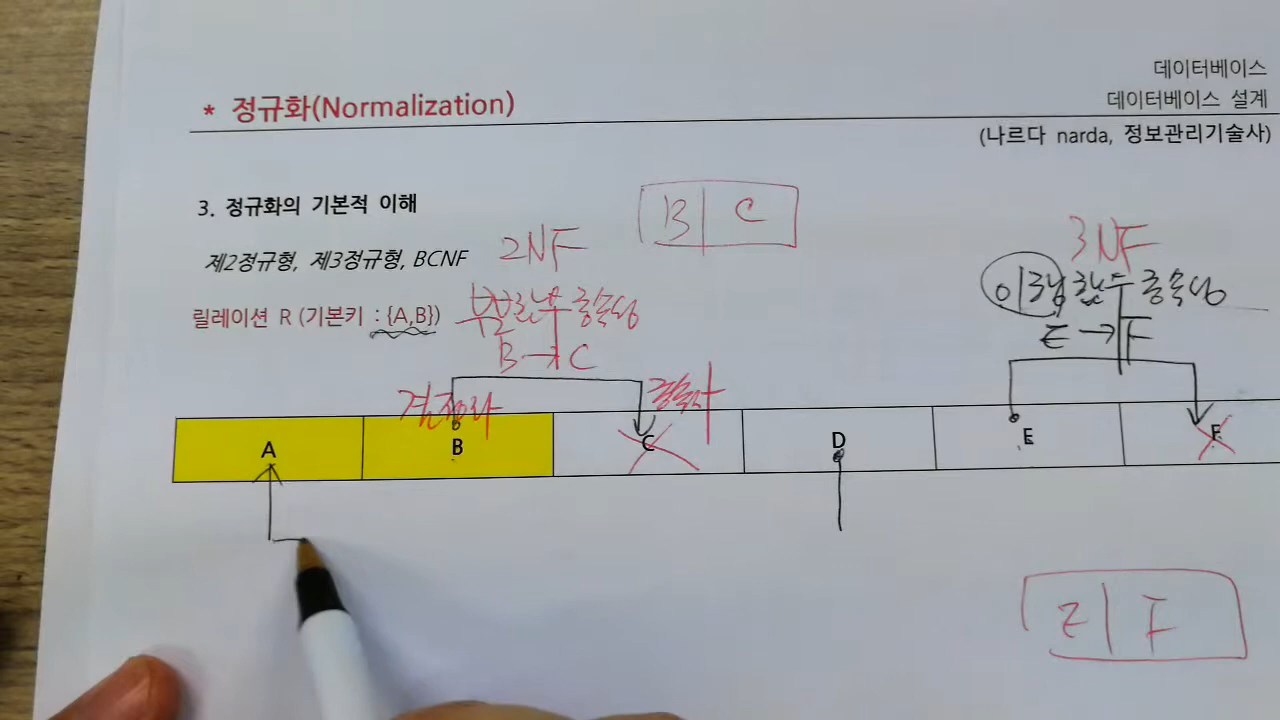 데이터베이스
* 정규화(Normalization)
데이터베이스 설계
(나르다 narda, 정보관리기술사)
3. 정규화의 기본적 이해
B C
제2정규형, 제3정규형, BCNF 2NF
3NF
이행 함수 종속성
릴레이션 R (기본키 : {A,B}) 부분함수 종속성
E → F
B → C
결정자 종속자
A B C D E F
E F